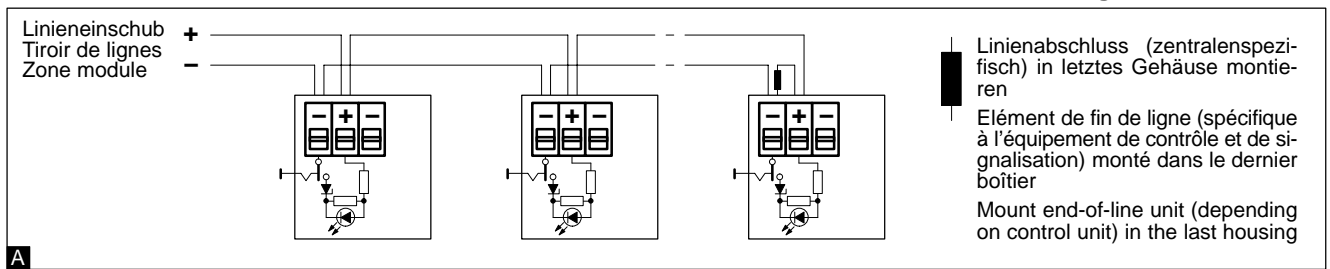 Linieneinschub +
Tiroir de lignes
Zone module −
− + −
− + −
− + −
Linienabschluss (zentralenspezi-
fisch) in letztes Gehäuse montie-
ren
Elément de fin de ligne (spécifique
à l'équipement de contrôle et de si-
gnalisation) monté dans le dernier
boîtier
Mount end-of-line unit (depending
on control unit) in the last housing
A